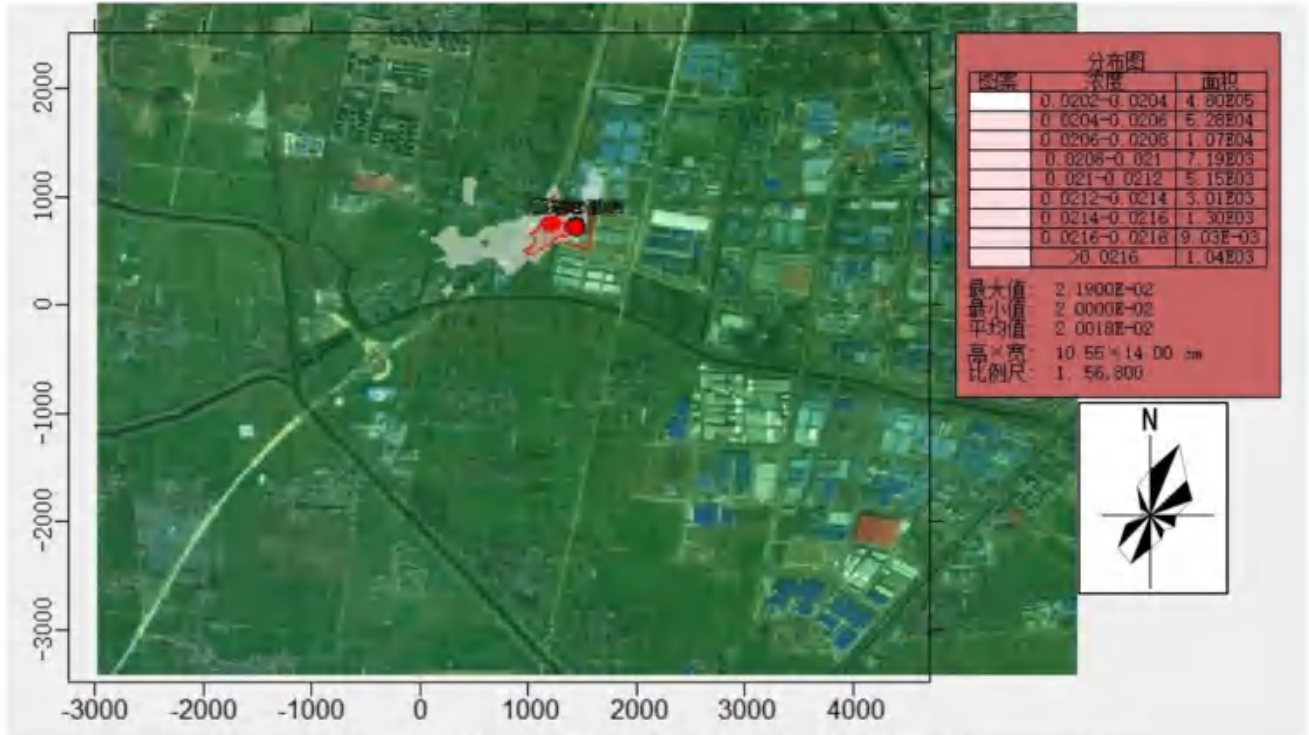 分布图
图案 浓度 面积
0.0202-0.0204 4.80E05
0.0204-0.0206 5.28E04
0.0206-0.0208 1.07E04
0.0208-0.021 7.19E03
0.021-0.0212 5.15E03
0.0212-0.0214 3.01E03
0.0214-0.0216 1.30E03
0.0216-0.0218 9.03E-03
>0.0216 1.04E03
最大值: 2.1900E-02
最小值: 2.0000E-02
平均值: 2.0018E-02
高×宽: 10.55×14.00 cm
比例尺: 1: 56,800
N
2000
1000
0
-1000
-2000
-3000
-3000 -2000 -1000 0 1000 2000 3000 4000